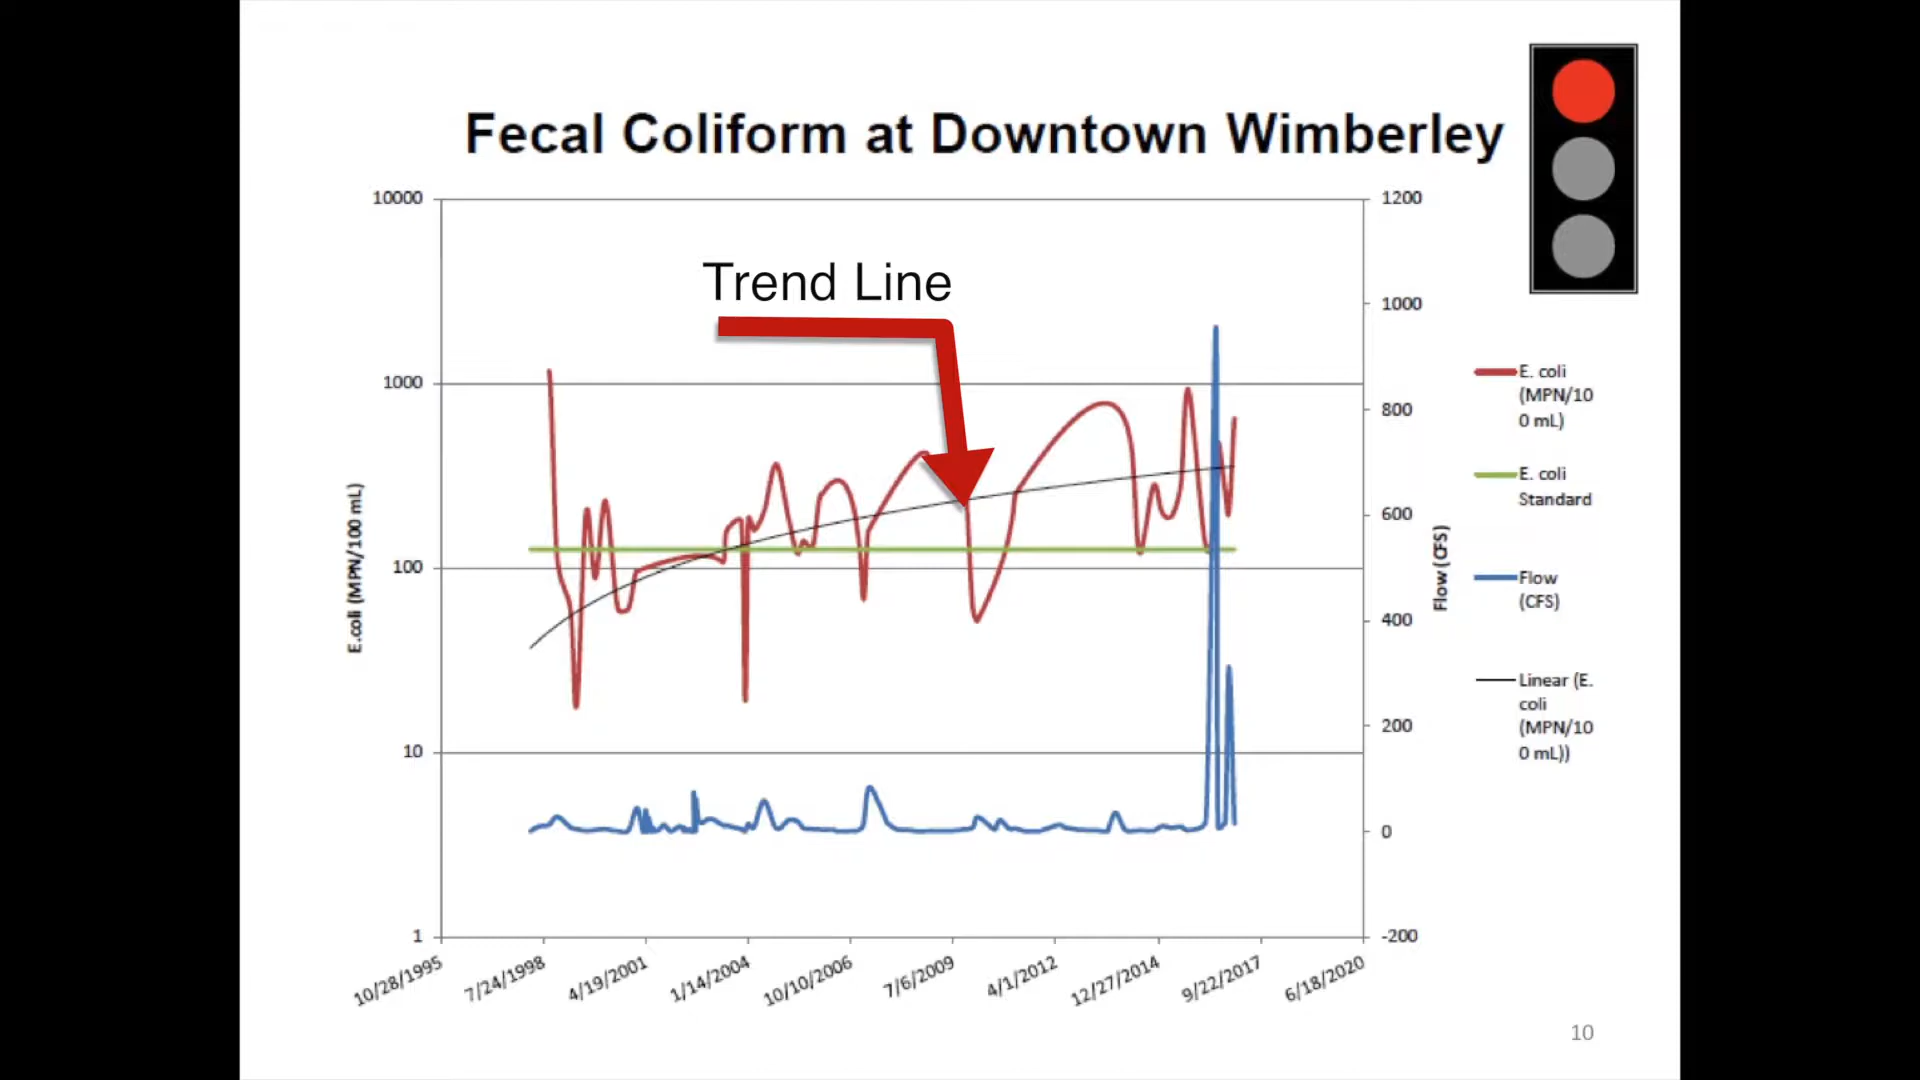 Fecal Coliform at Downtown Wimberley
Trend Line
10000
1000
100
10
1
E.coli (MPN/100 mL)
1200
1000
800
600
400
200
0
-200
Flow (CFS)
10/28/1995
7/24/1998
4/19/2001
1/14/2004
10/10/2006
7/6/2009
4/1/2012
12/27/2014
9/22/2017
6/18/2020
E. coli
(MPN/10
0 mL)
E. coli
Standard
Flow
(CFS)
Linear (E.
coli
(MPN/10
0 mL))
10